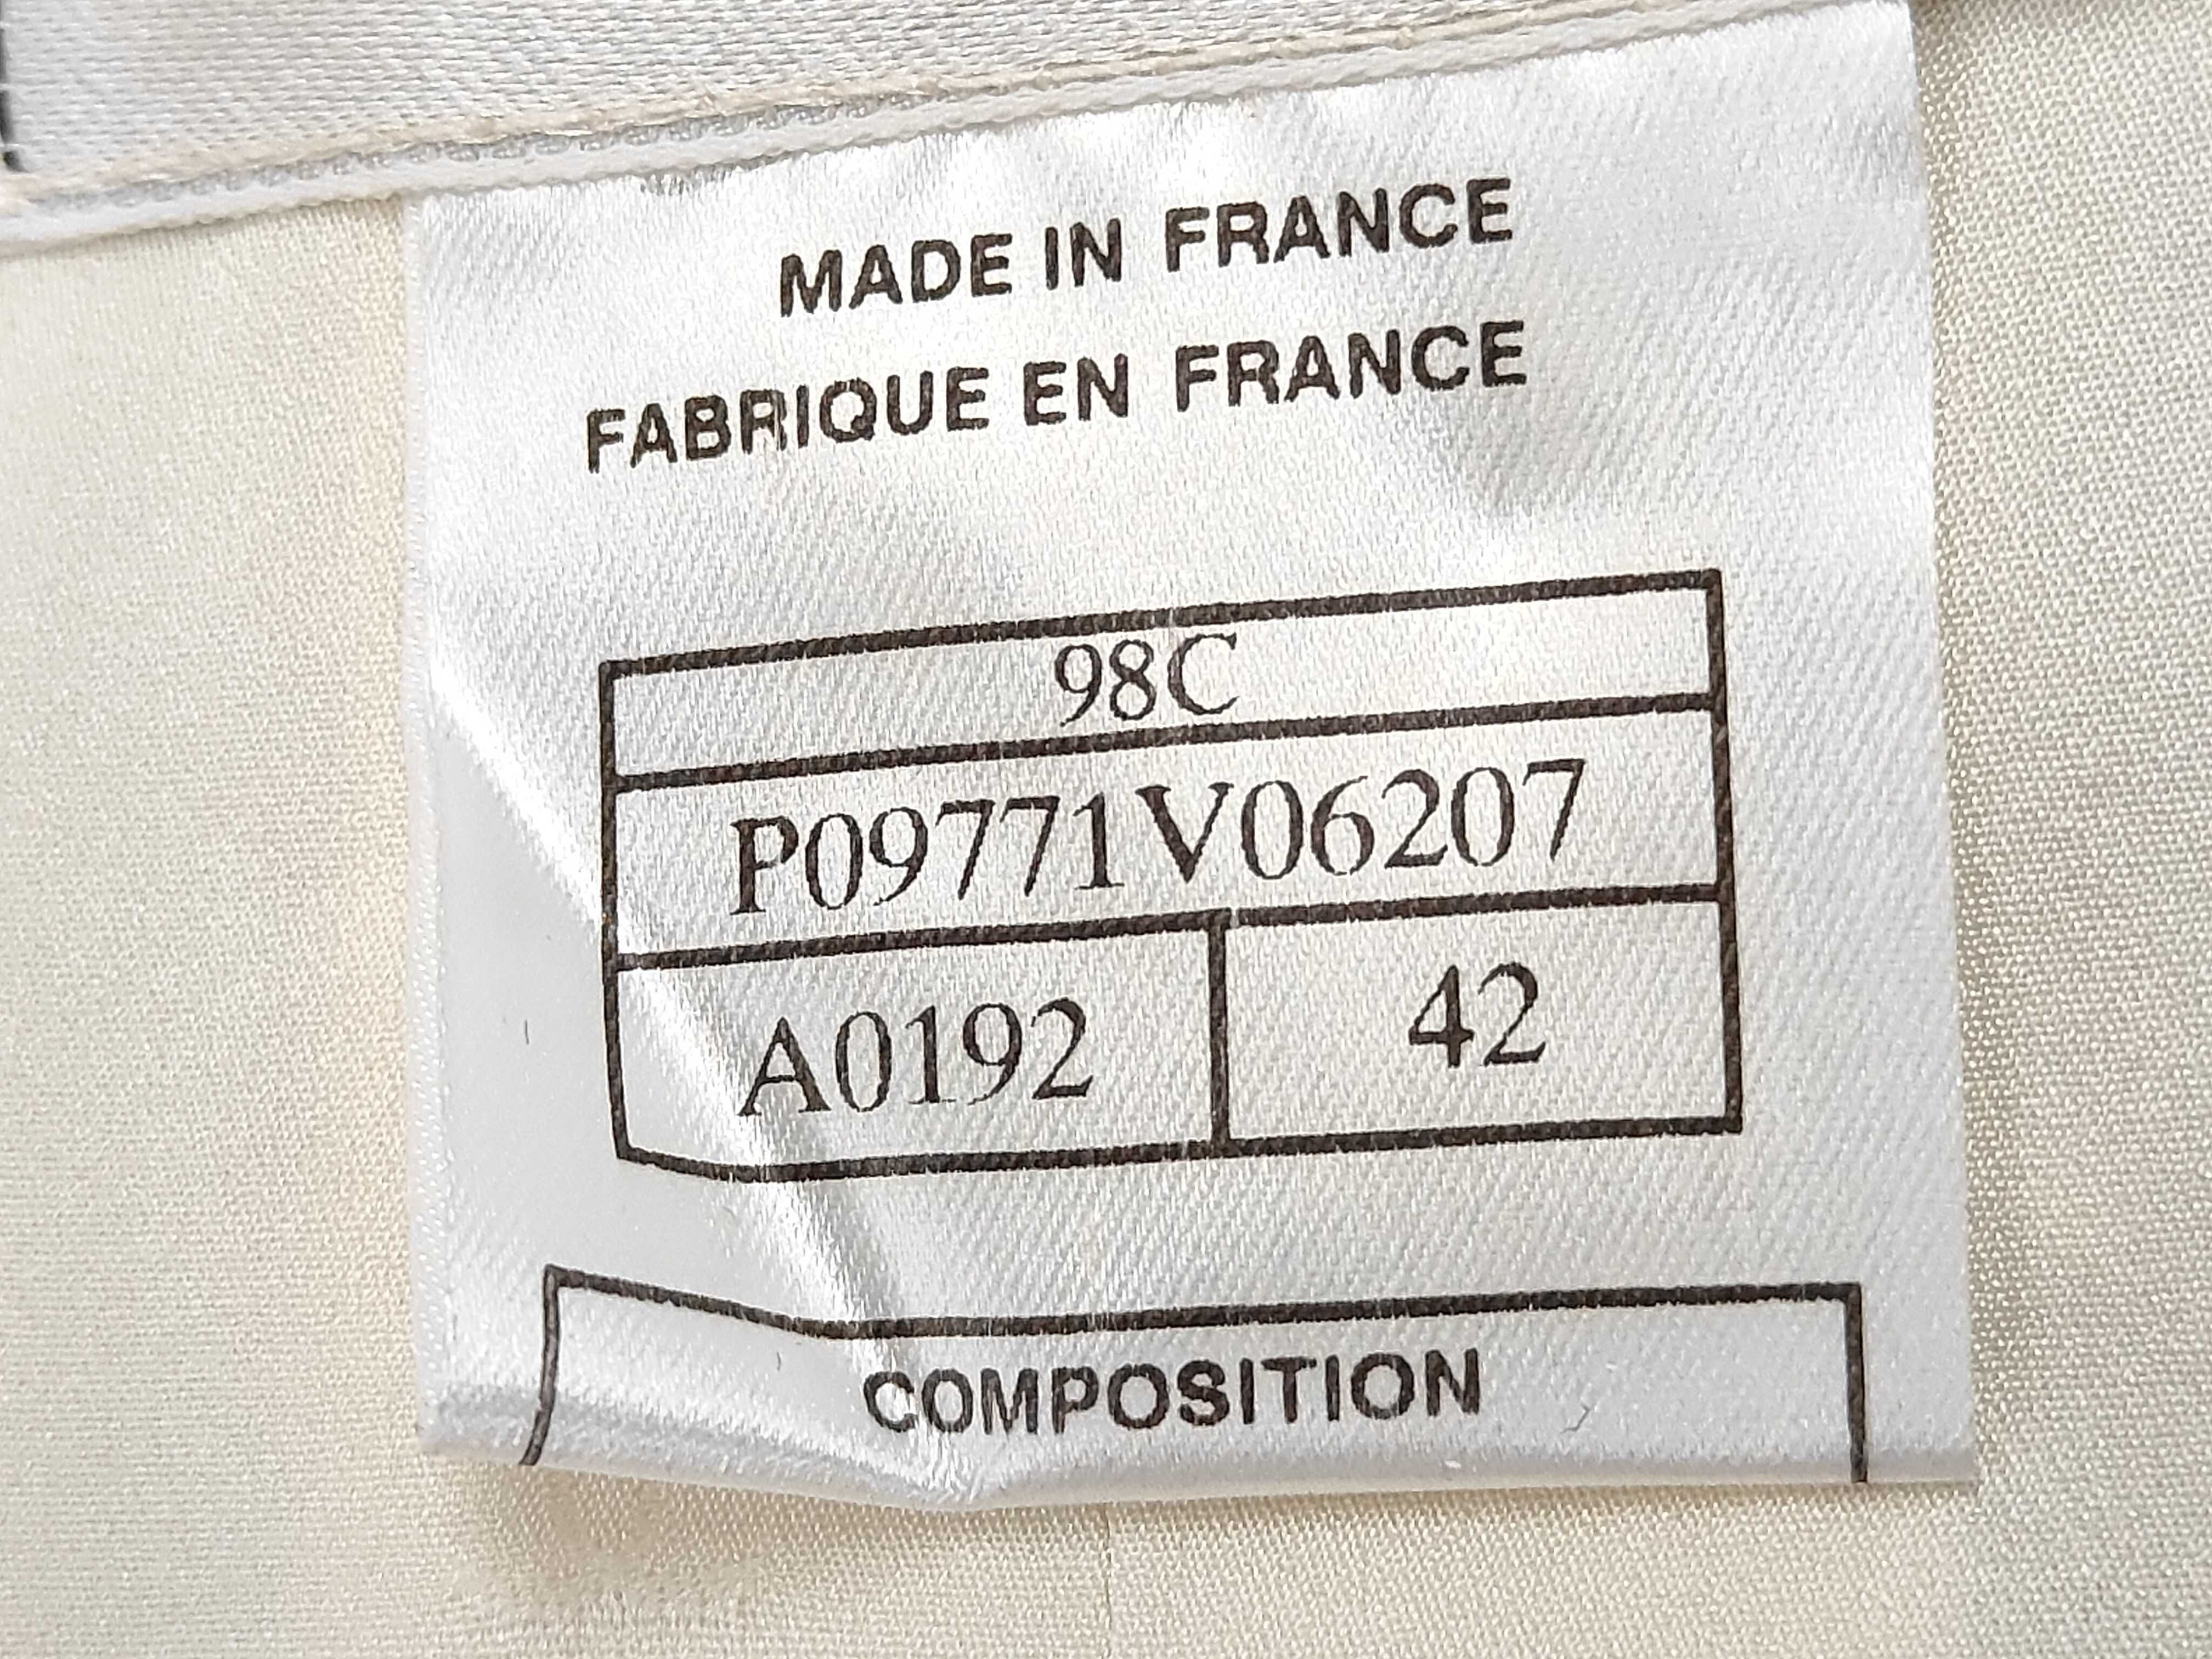 MADE IN FRANCE
FABRIQUE EN FRANCE
98C
P09771V06207
A0192 42
COMPOSITION